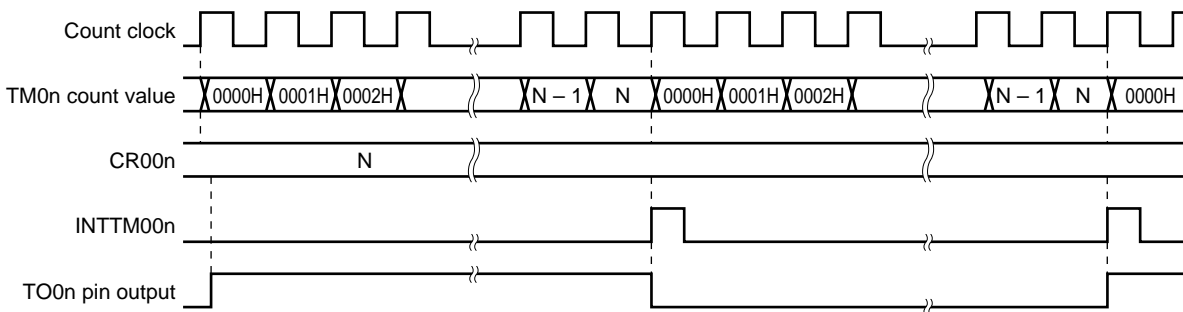 Count clock
TM0n count value 0000H 0001H 0002H N – 1 N 0000H 0001H 0002H N – 1 N 0000H
CR00n N
INTTM00n
TO0n pin output